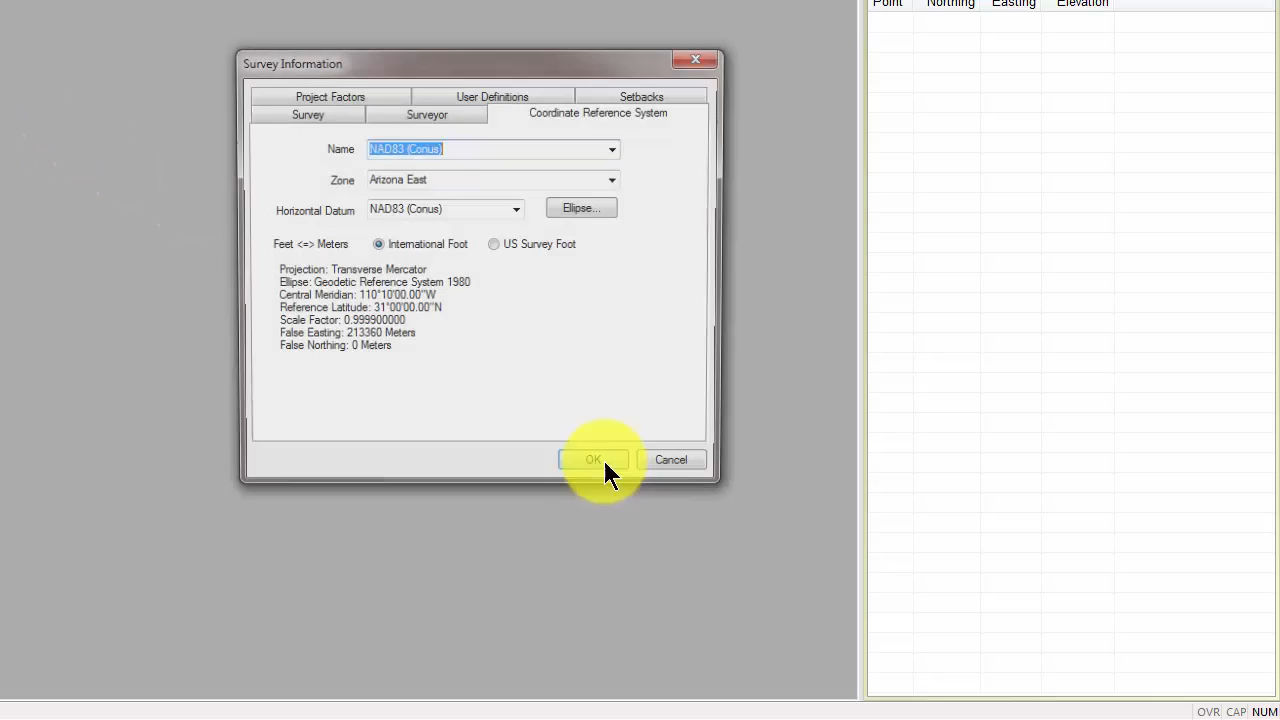 Point Northing Easting Elevation
Survey Information
Project Factors User Definitions Setbacks
Survey Surveyor Coordinate Reference System
Name NAD83 (Conus)
Zone Arizona East
Horizontal Datum NAD83 (Conus) Ellipse...
Feet <=> Meters International Foot US Survey Foot
Projection: Transverse Mercator
Ellipse: Geodetic Reference System 1980
Central Meridian: 110°10'00.00"W
Reference Latitude: 31°00'00.00"N
Scale Factor: 0.999900000
False Easting: 213360 Meters
False Northing: 0 Meters
OK Cancel
OVR CAP NUM